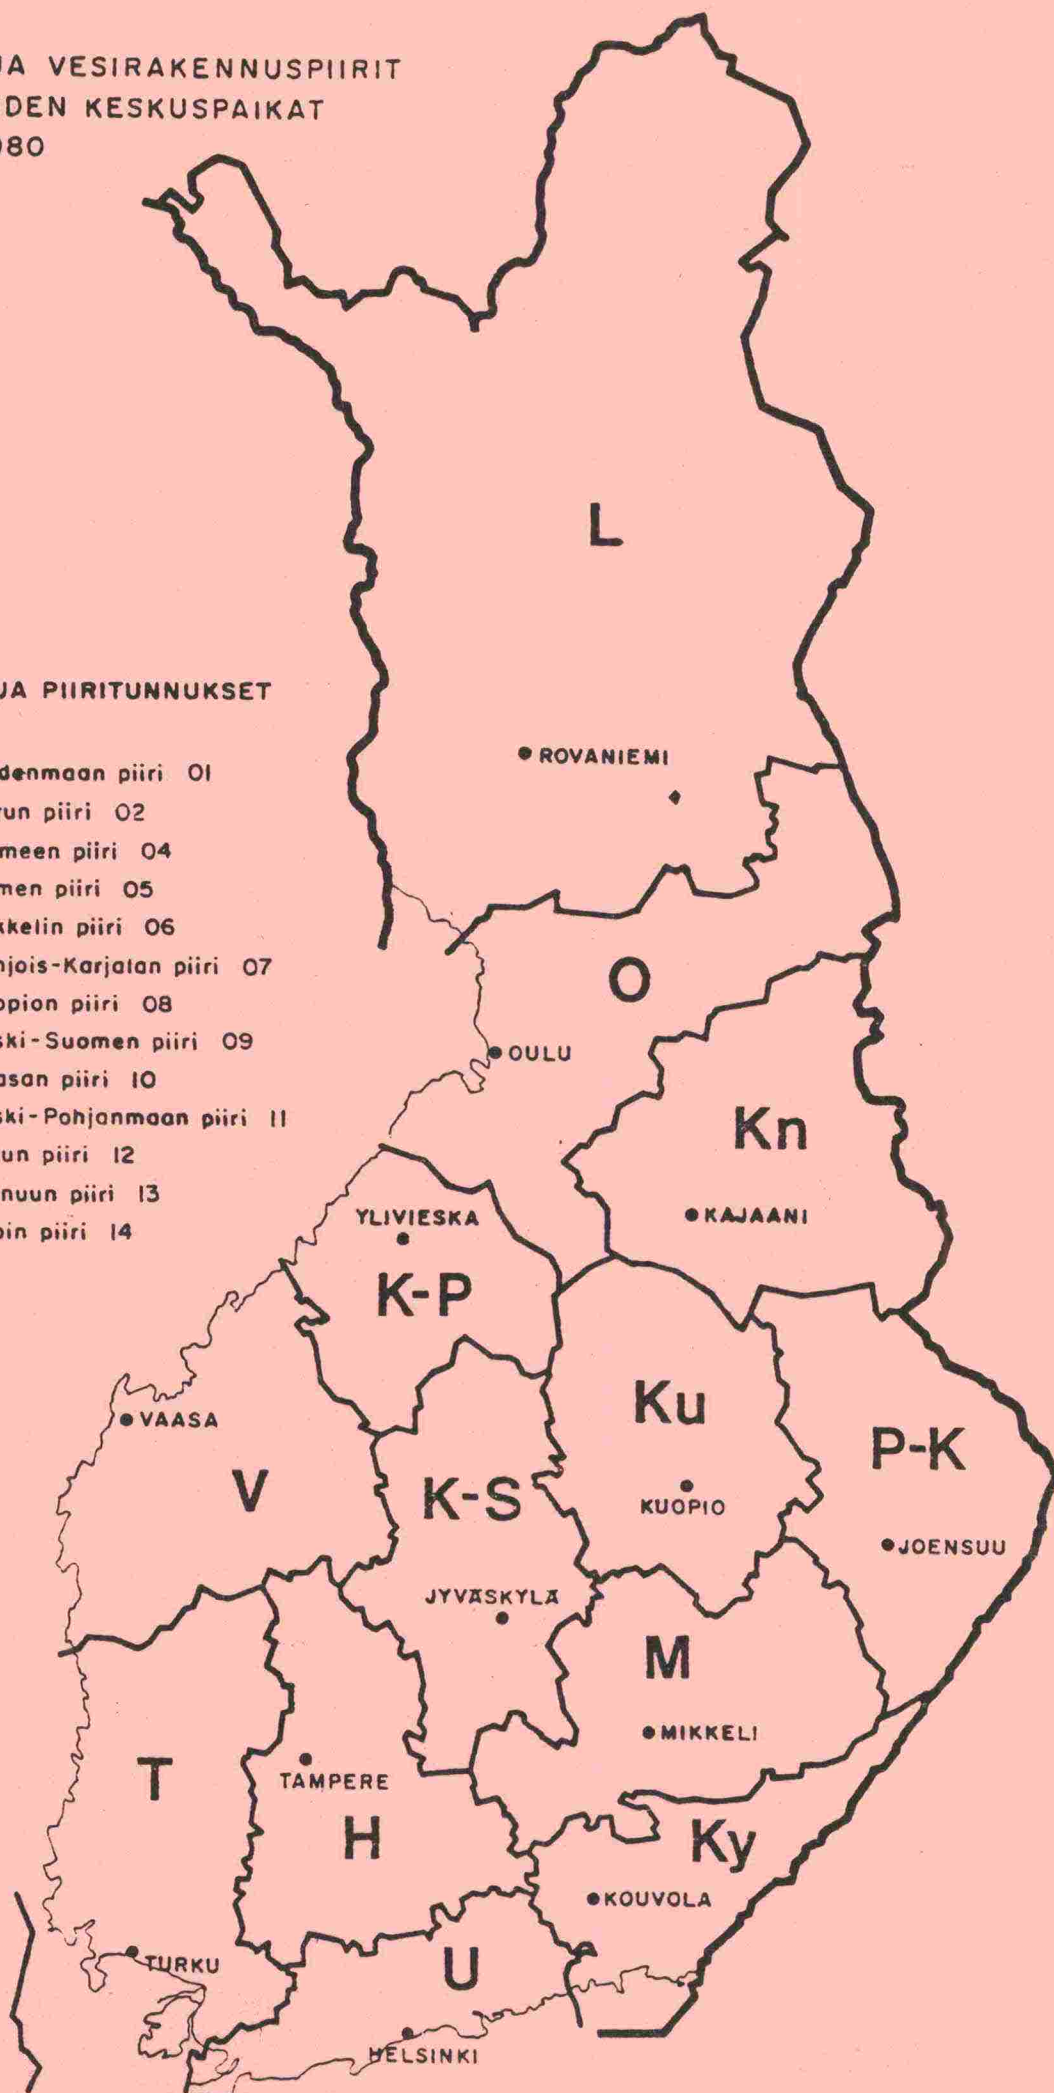 JA VESIRAKENNUSPIIRIT
DEN KESKUSPAIKAT
980
L
JA PIIRITUNNUKSET
ROVANIEMI
denmaan piiri 01
run piiri 02
meen piiri 04
men piiri 05
kkelin piiri 06
hjois-Karjalan piiri 07
opion piiri 08
ski-Suomen piiri 09
asan piiri 10
ski-Pohjanmaan piiri 11
un piiri 12
nuun piiri 13
pin piiri 14
O
OULU
Kn
KAJAANI
YLIVIESKA
K-P
Ku
KUOPIO
P-K
JOENSUU
VAASA
V
K-S
JYVÄSKYLÄ
M
MIKKELI
T
TAMPERE
H
Ky
KOUVOLA
U
TURKU
HELSINKI